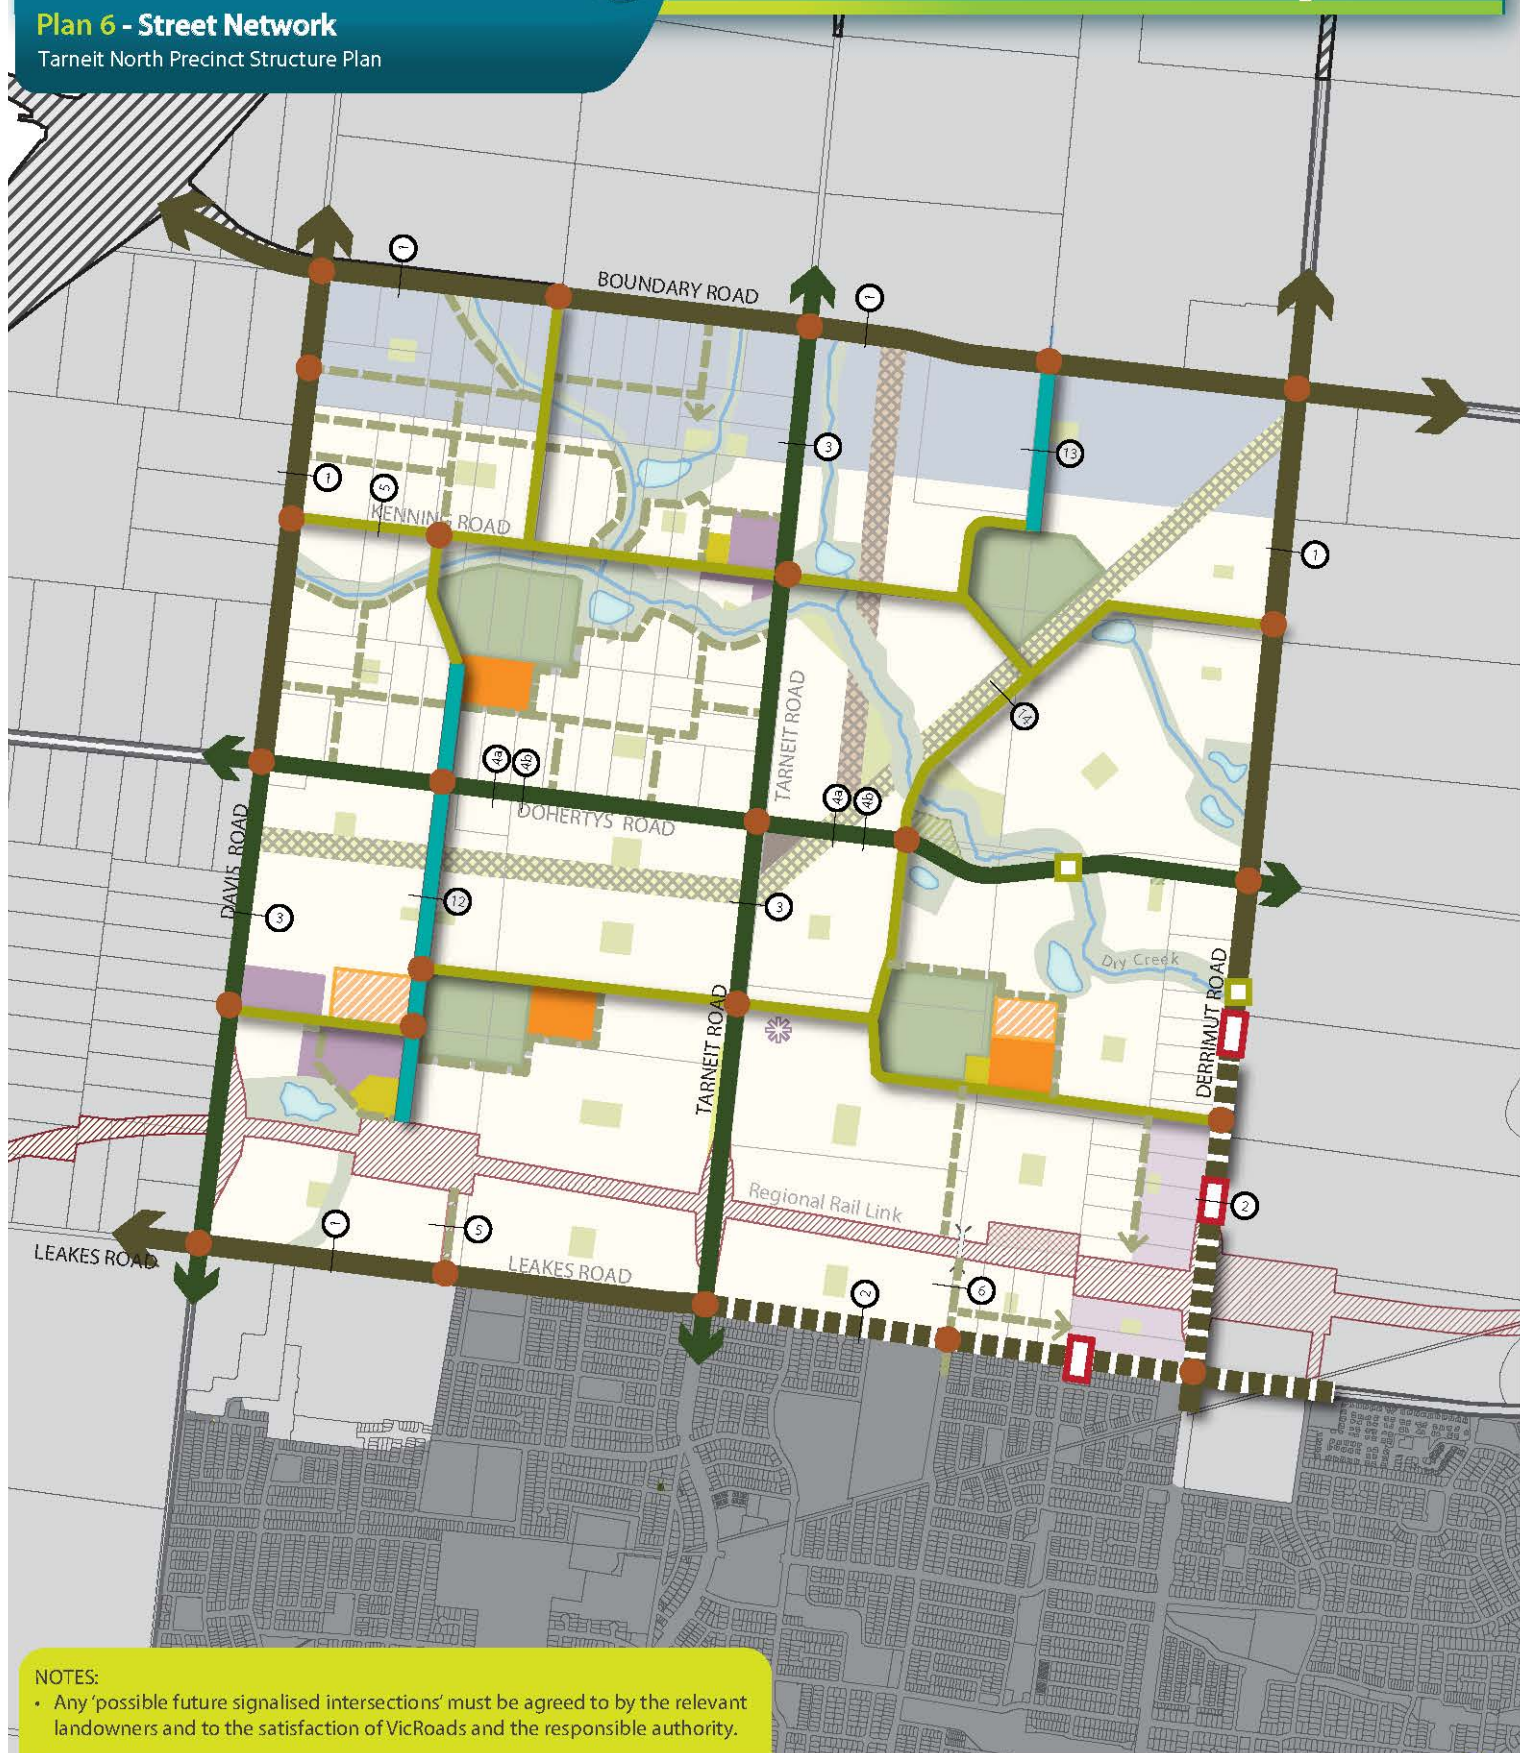 Plan 6 - Street Network
Tarneit North Precinct Structure Plan
1
BOUNDARY ROAD
1
3
13
1
5
KENNING ROAD
1
TARNEIT ROAD
14
4a
4b
4a
4b
DOHERTYS ROAD
DAVIS ROAD
12
3
3
Dry Creek
DERRIMUT ROAD
TARNEIT ROAD
Regional Rail Link
2
1
5
LEAKES ROAD
LEAKES ROAD
6
2
NOTES:
• Any 'possible future signalised intersections' must be agreed to by the relevant
landowners and to the satisfaction of VicRoads and the responsible authority.